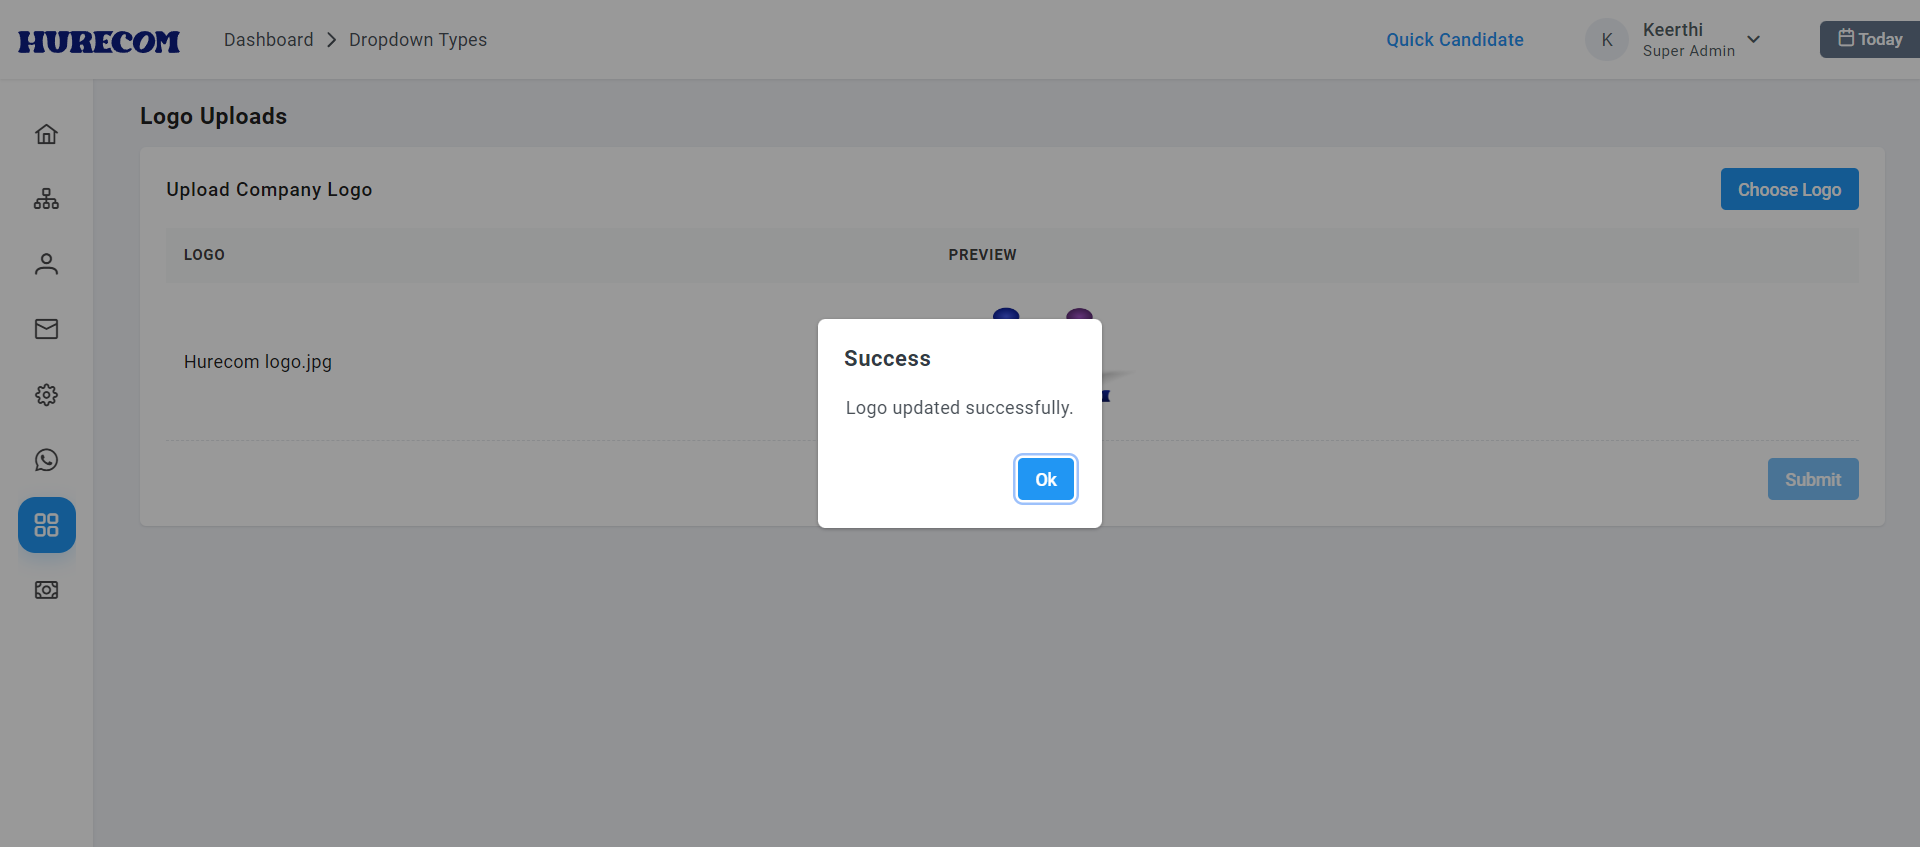 HURECOM
Dashboard > Dropdown Types
Quick Candidate
K
Keerthi
Super Admin
Today
Logo Uploads
Upload Company Logo
Choose Logo
LOGO
PREVIEW
Hurecom logo.jpg
Success
Logo updated successfully.
Ok
Submit